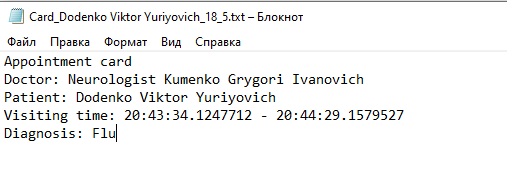 Card_Dodenko Viktor Yuriyovich_18_5.txt – Блокнот
Файл Правка Формат Вид Справка
Appointment card
Doctor: Neurologist Kumenko Grygori Ivanovich
Patient: Dodenko Viktor Yuriyovich
Visiting time: 20:43:34.1247712 - 20:44:29.1579527
Diagnosis: Flu